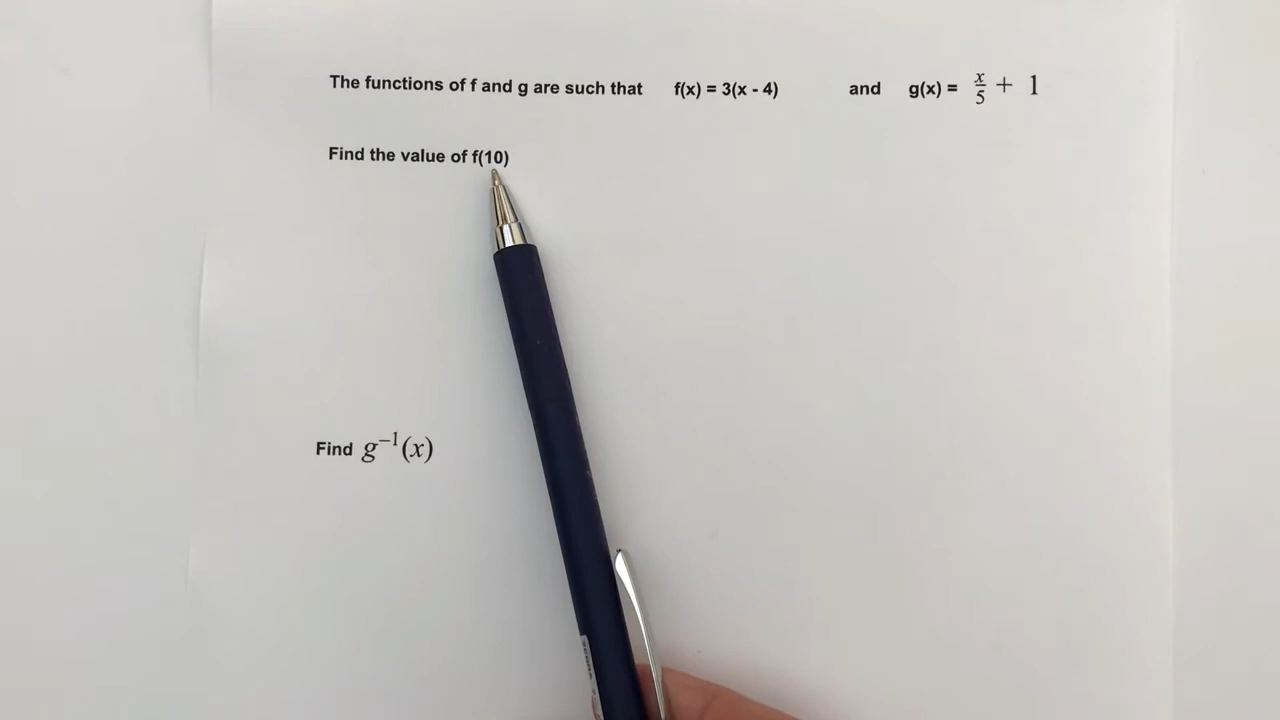 The functions of f and g are such that f(x) = 3(x - 4) and g(x) = x/5 + 1
Find the value of f(10)
Find g⁻¹(x)